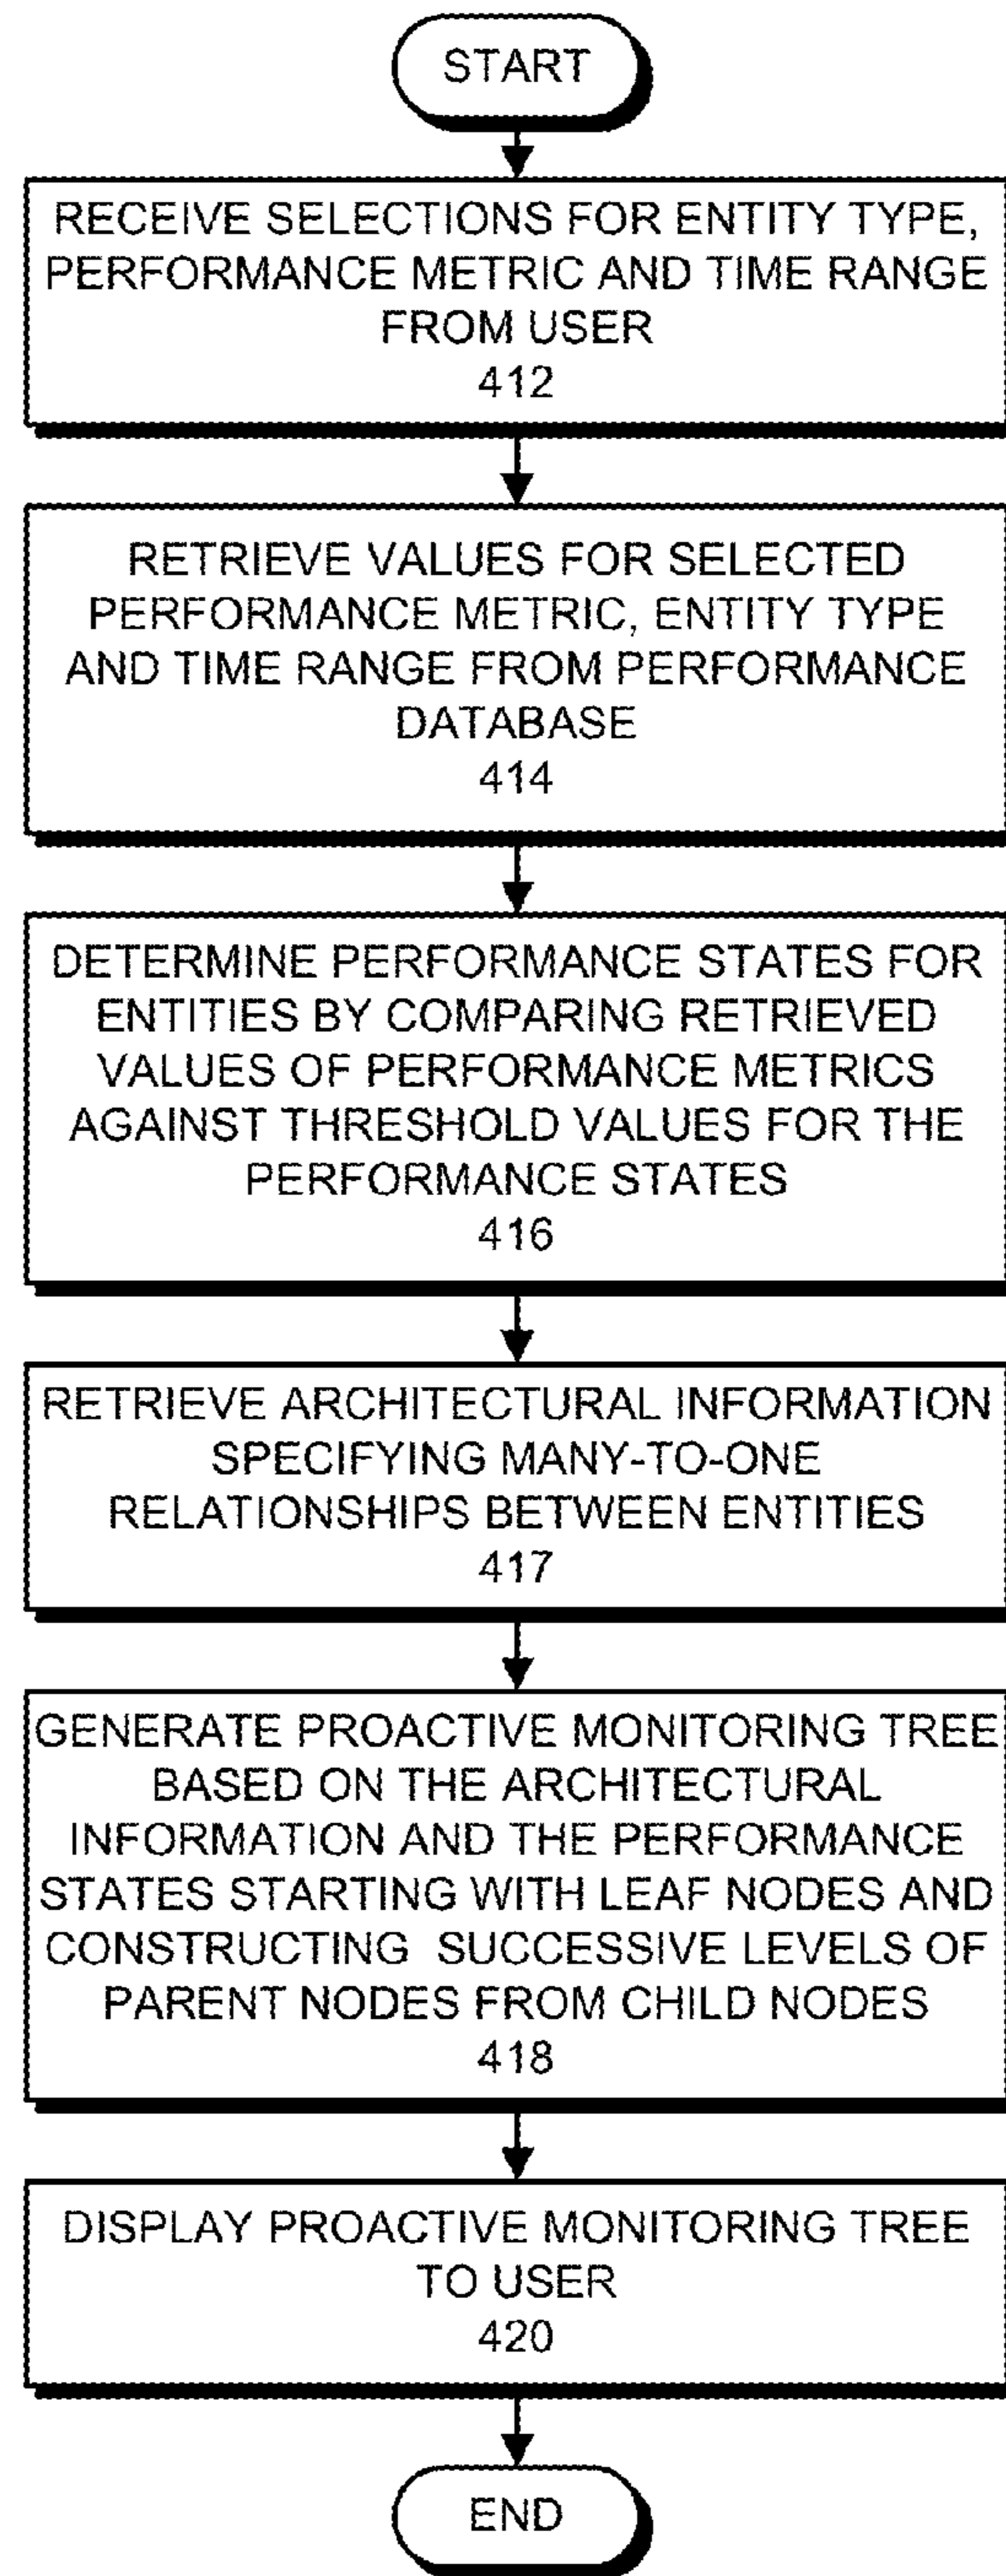 START
RECEIVE SELECTIONS FOR ENTITY TYPE,
PERFORMANCE METRIC AND TIME RANGE
FROM USER
412
RETRIEVE VALUES FOR SELECTED
PERFORMANCE METRIC, ENTITY TYPE
AND TIME RANGE FROM PERFORMANCE
DATABASE
414
DETERMINE PERFORMANCE STATES FOR
ENTITIES BY COMPARING RETRIEVED
VALUES OF PERFORMANCE METRICS
AGAINST THRESHOLD VALUES FOR THE
PERFORMANCE STATES
416
RETRIEVE ARCHITECTURAL INFORMATION
SPECIFYING MANY-TO-ONE
RELATIONSHIPS BETWEEN ENTITIES
417
GENERATE PROACTIVE MONITORING TREE
BASED ON THE ARCHITECTURAL
INFORMATION AND THE PERFORMANCE
STATES STARTING WITH LEAF NODES AND
CONSTRUCTING SUCCESSIVE LEVELS OF
PARENT NODES FROM CHILD NODES
418
DISPLAY PROACTIVE MONITORING TREE
TO USER
420
END